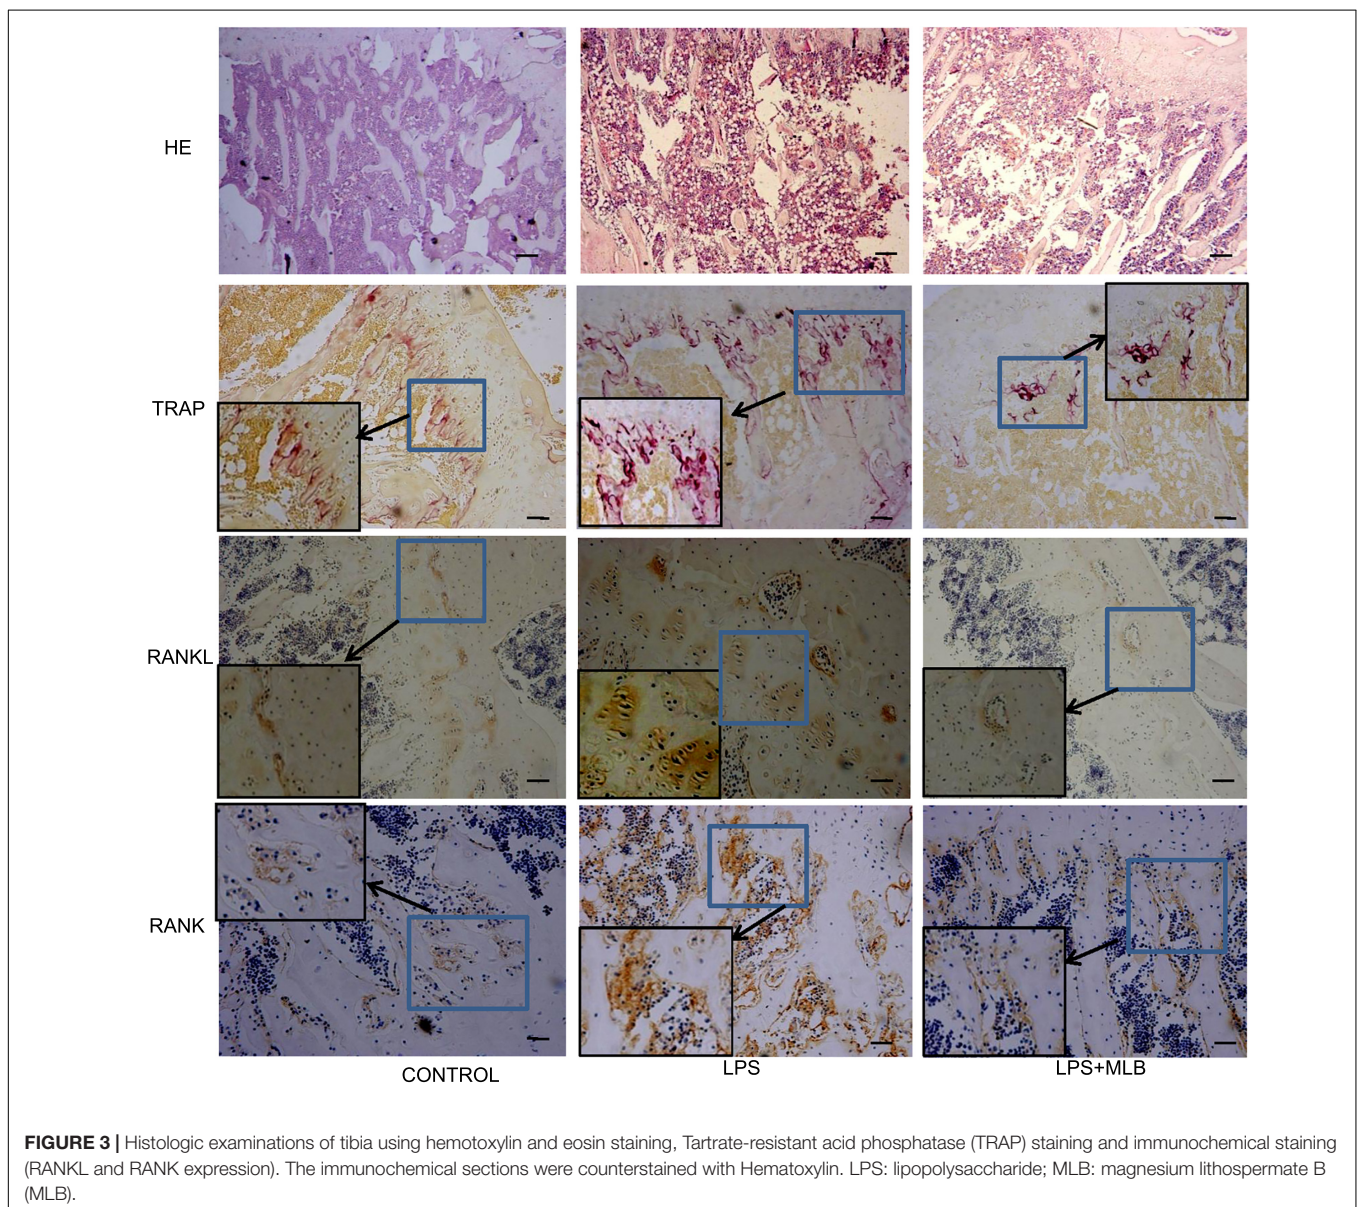 HE
TRAP
RANKL
RANK
CONTROL
LPS
LPS+MLB
FIGURE 3 | Histologic examinations of tibia using hemotoxylin and eosin staining, Tartrate-resistant acid phosphatase (TRAP) staining and immunochemical staining
(RANKL and RANK expression). The immunochemical sections were counterstained with Hematoxylin. LPS: lipopolysaccharide; MLB: magnesium lithospermate B
(MLB).